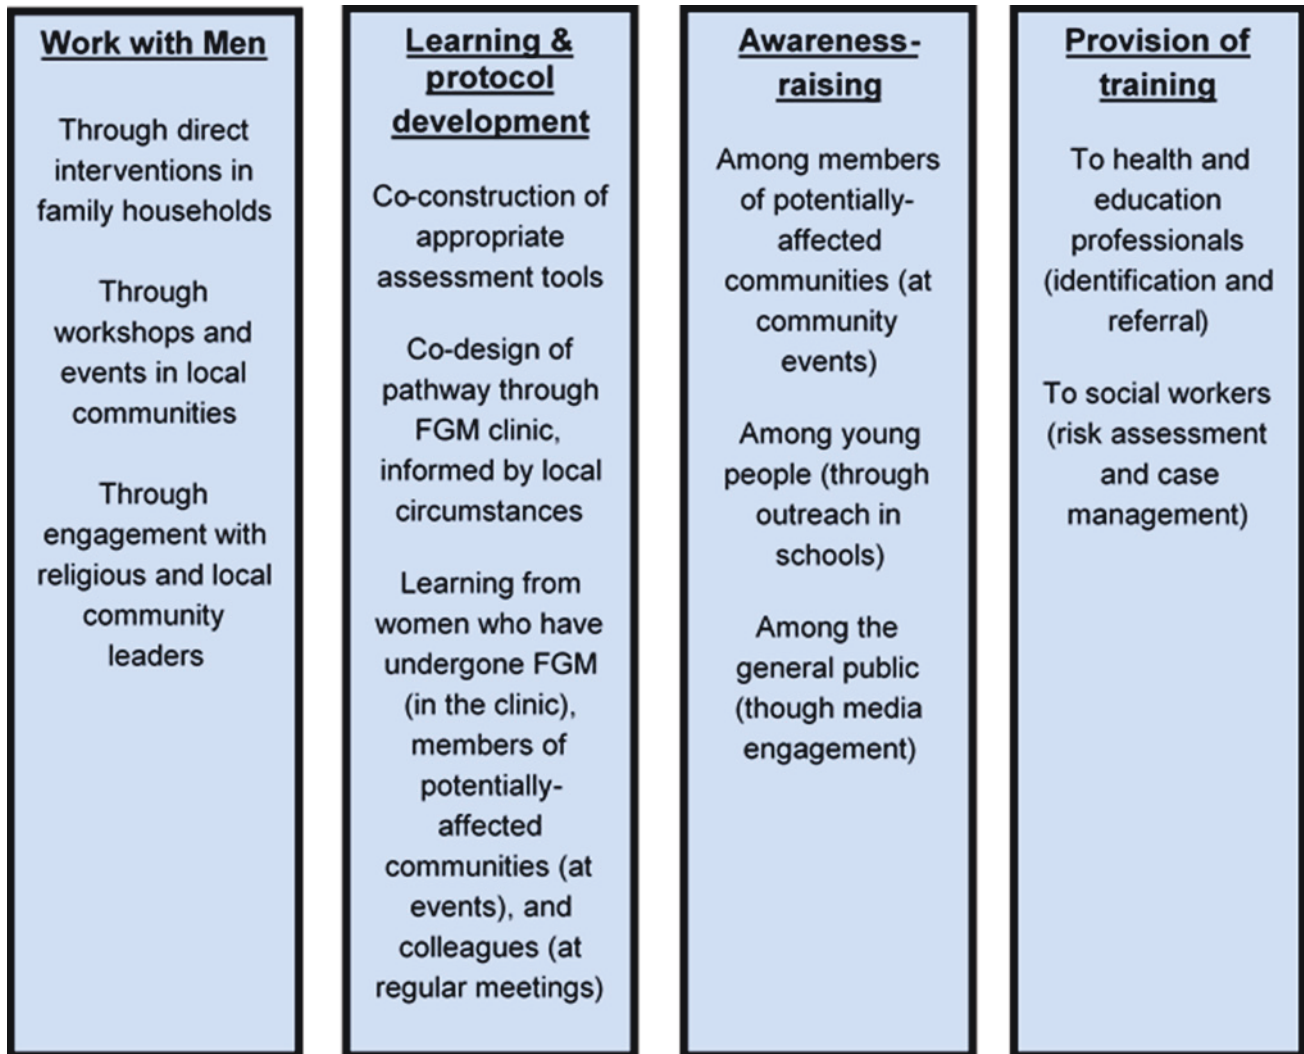 Work with Men
Through direct
interventions in
family households
Through
workshops and
events in local
communities
Through
engagement with
religious and local
community
leaders
Learning &
protocol
development
Co-construction of
appropriate
assessment tools
Co-design of
pathway through
FGM clinic,
informed by local
circumstances
Learning from
women who have
undergone FGM
(in the clinic),
members of
potentially-
affected
communities (at
events), and
colleagues (at
regular meetings)
Awareness-
raising
Among members
of potentially-
affected
communities (at
community
events)
Among young
people (through
outreach in
schools)
Among the
general public
(though media
engagement)
Provision of
training
To health and
education
professionals
(identification and
referral)
To social workers
(risk assessment
and case
management)